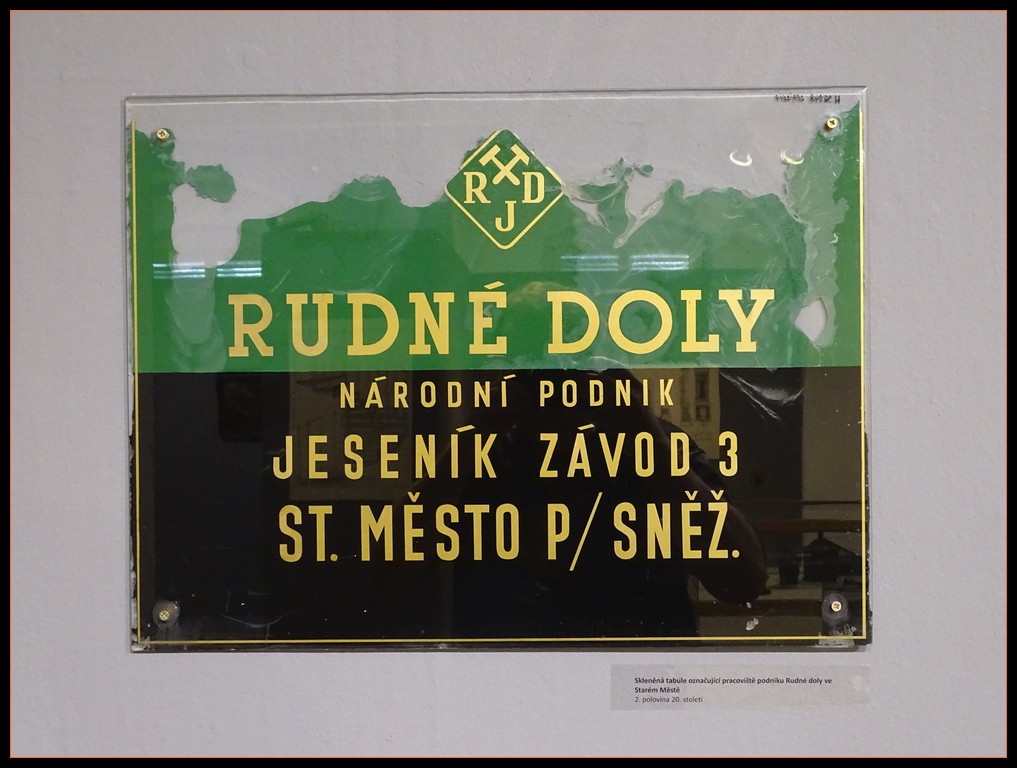 R D
J
RUDNÉ DOLY
NÁRODNÍ PODNIK
JESENÍK ZÁVOD 3
ST. MĚSTO P/SNĚŽ.
Skleněná tabule označující pracoviště podniku Rudné doly ve
Starém Městě
2. polovina 20. století